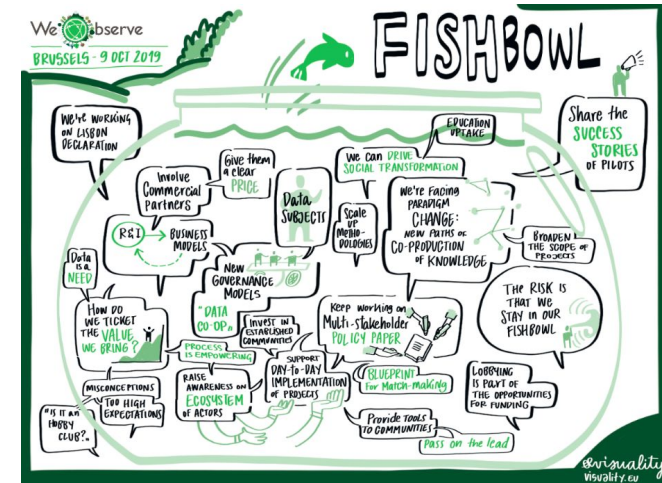 We Observe
BRUSSELS - 9 OCT 2019
FISHBOWL
WE'RE WORKING
ON LISBON
DECLARATION
Involve
Commercial
Partners
Give them
a clear
PRICE
R&I
BUSINESS
MODELS
Data
SUBJECTS
We can DRIVE
SOCIAL TRANSFORMATION
EDUCATION
UPTAKE
Share the
SUCCESS
STORIES
OF PILOTS
Scale
up
METHO-
DOLOGIES
WE'RE FACING
PARADIGM
CHANGE:
NEW PATHS OF
CO-PRODUCTION
OF KNOWLEDGE
BROADEN
THE SCOPE OF
PROJECTS
Data
is a
NEED
HOW DO
WE TICKET
THE VALUE
WE BRING?
NEW
GOVERNANCE
MODELS
"DATA
CO-OP"
INVEST IN
ESTABLISHED
COMMUNITIES
Keep working on
Multi-stakeholder
POLICY PAPER
THE RISK IS
THAT WE
STAY IN OUR
FISHBOWL
PROCESS
IS EMPOWERING
SUPPORT
DAY-to-DAY
IMPLEMENTATION
OF PROJECTS
BLUEPRINT
For Match-making
MISCONCEPTIONS
TOO HIGH
EXPECTATIONS
"IS IT AN
HOBBY
CLUB?"
RAISE
AWARENESS ON
ECOSYSTEM
OF ACTORS
LOBBYING
IS PART OF
THE OPPORTUNITIES
FOR FUNDING
Provide TOOLS
TO COMMUNITIES
Pass on the lead
@visuality
visuality.eu